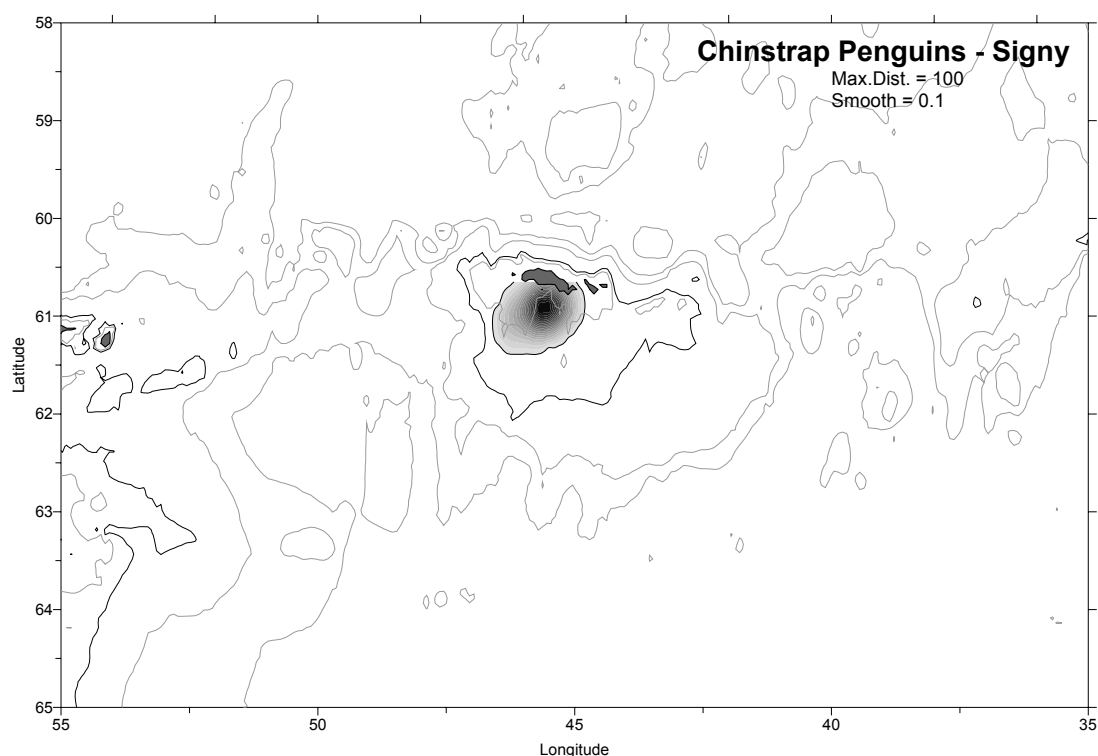 Chinstrap Penguins - Signy
Max.Dist. = 100
Smooth = 0.1
58
59
60
61
62
63
64
65
Latitude
55
50
45
40
35
Longitude